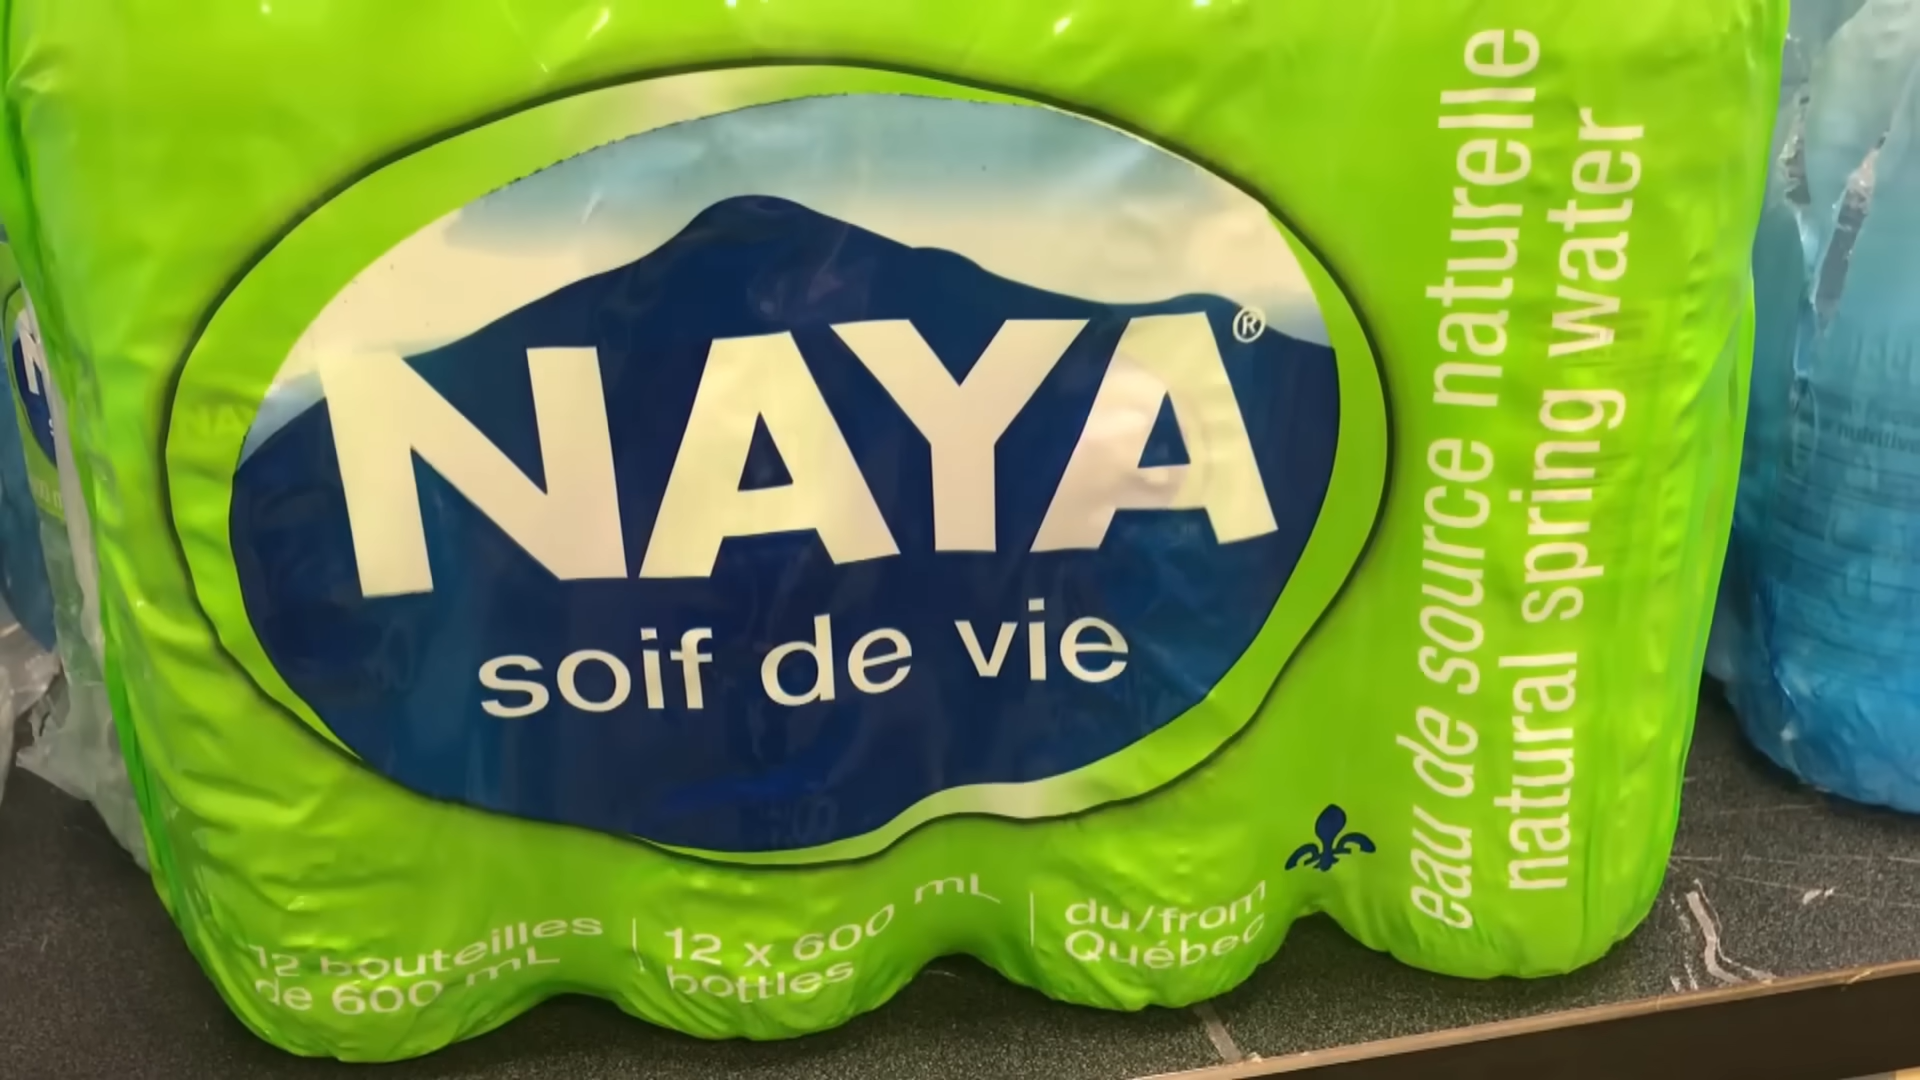 NAYA®
soif de vie
12 bouteilles
de 600 mL
12 x 600 mL
bottles
du/from
Québec
eau de source naturelle
natural spring water